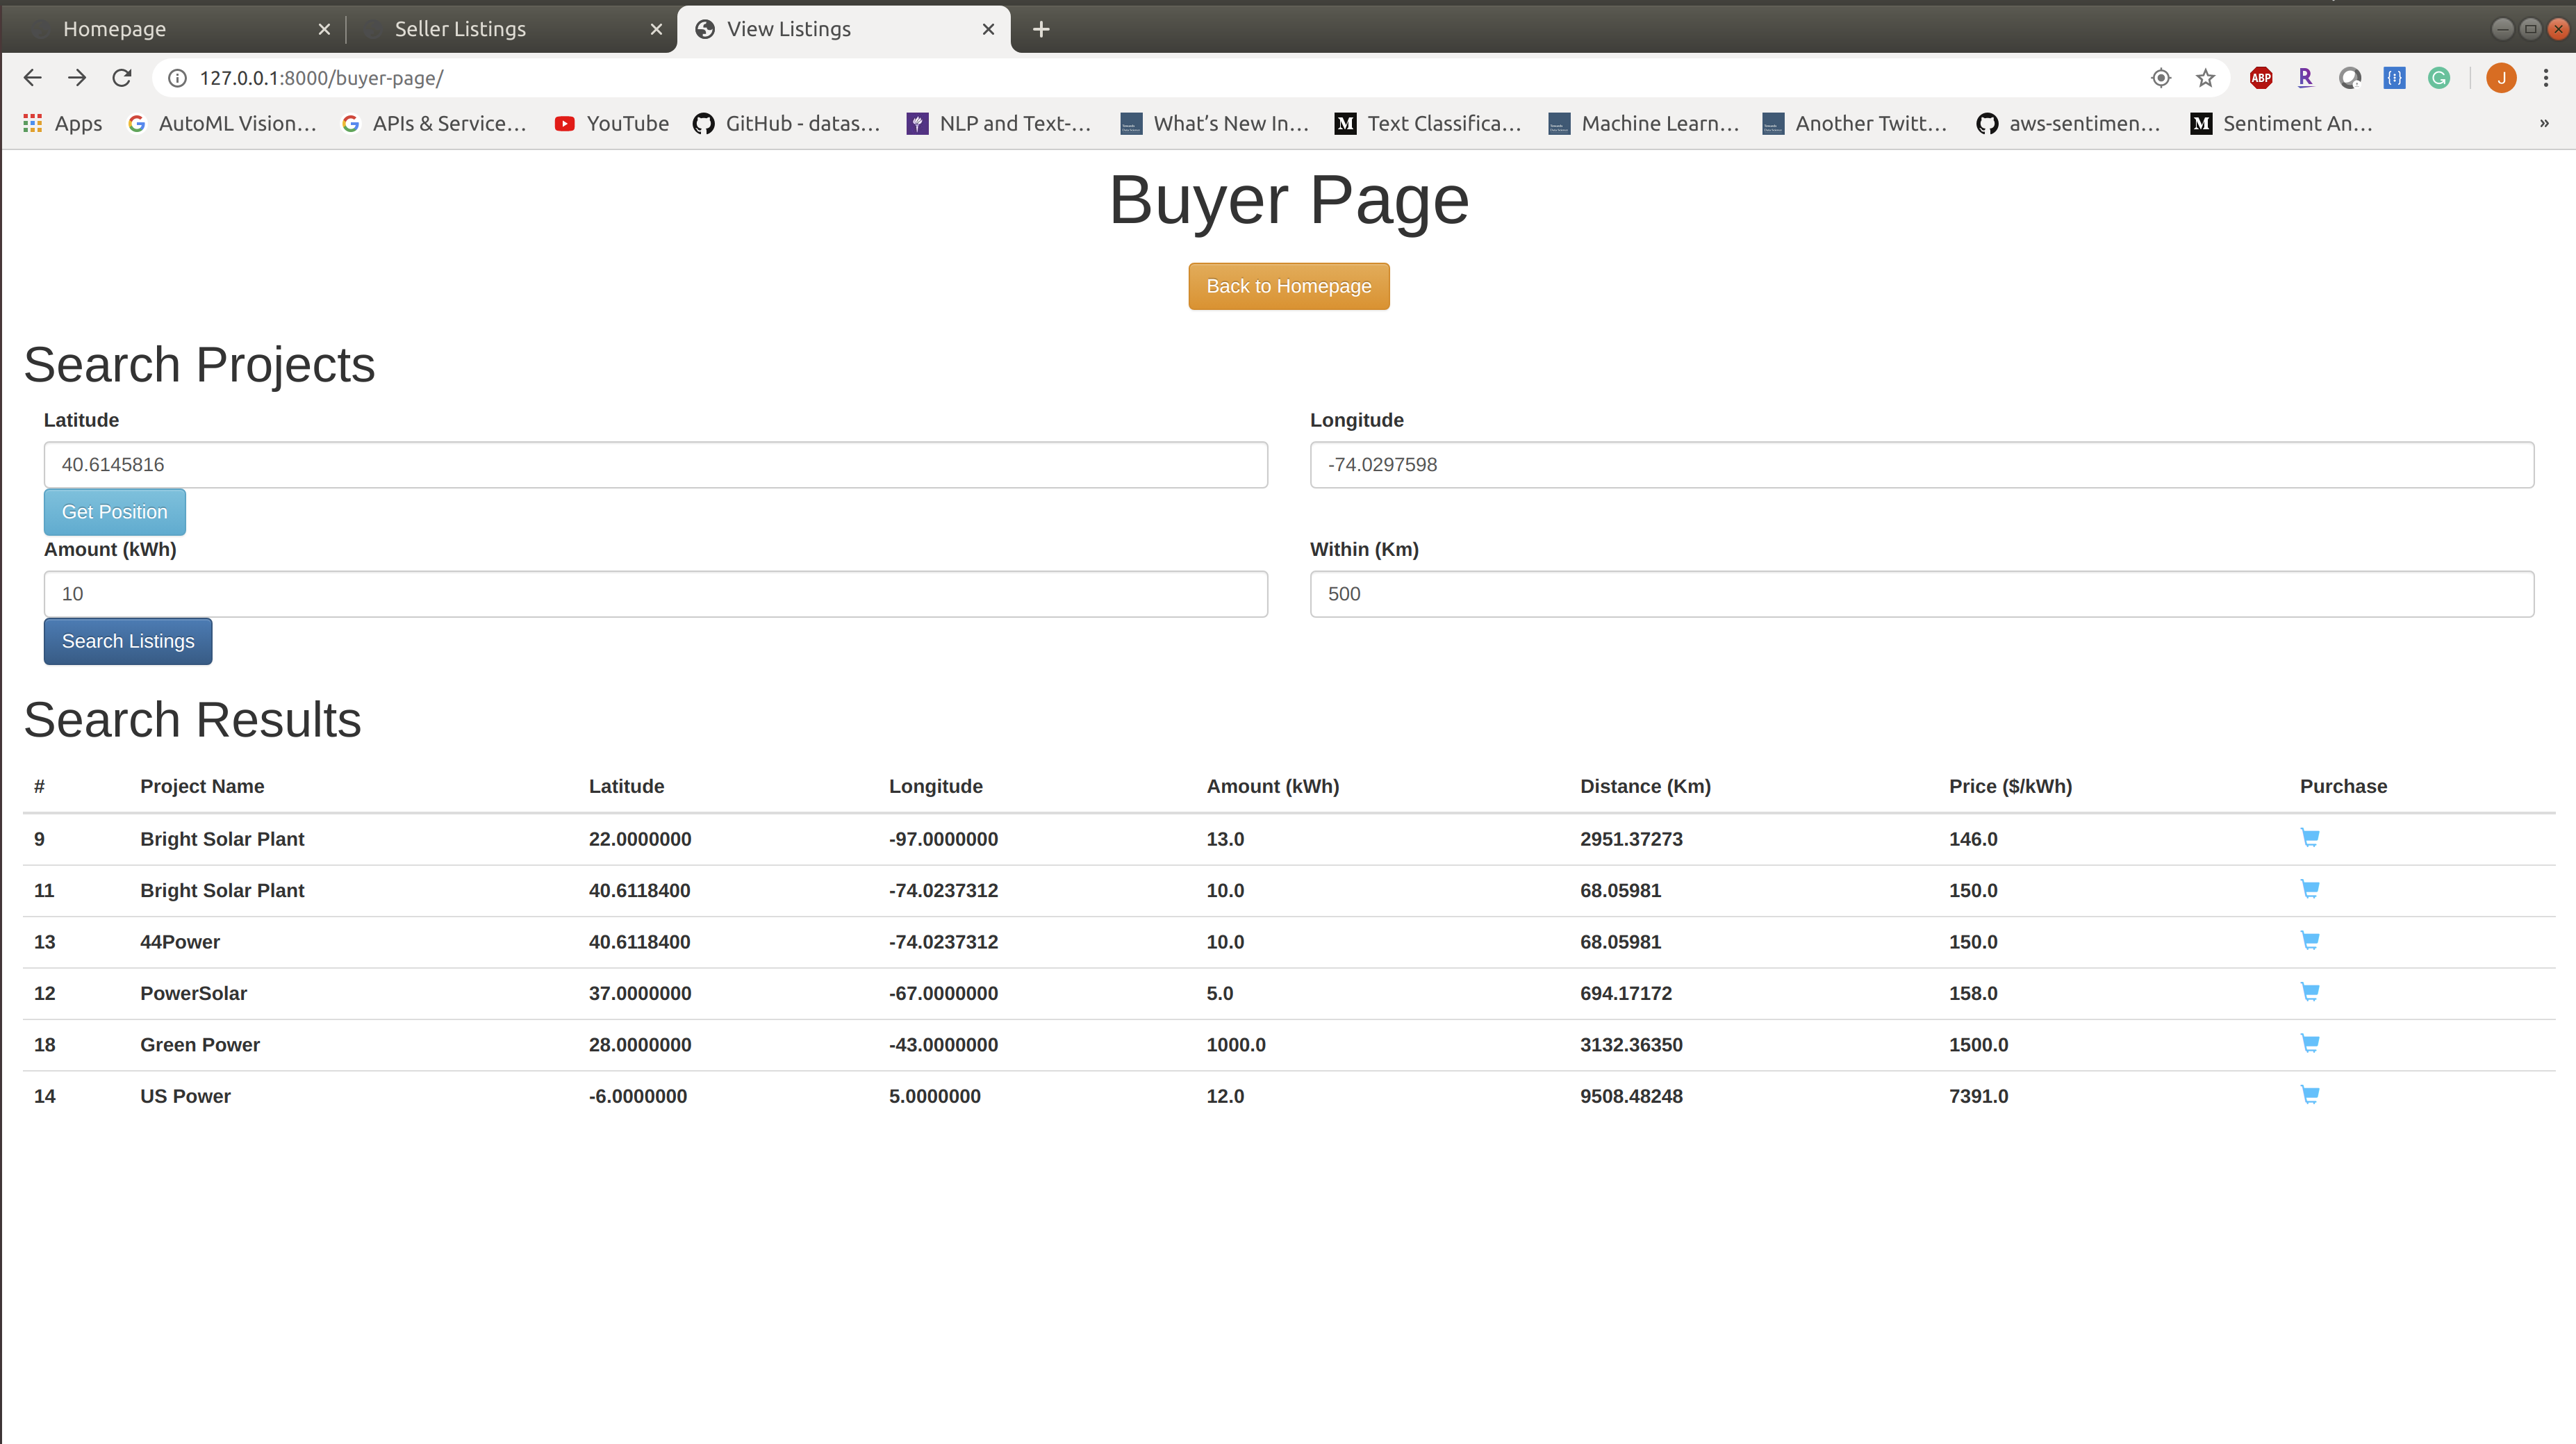 Homepage
Seller Listings
View Listings
127.0.0.1:8000/buyer-page/
ABP
R
{:}
G
J
Apps
AutoML Vision…
APIs & Service…
YouTube
GitHub - datas…
NLP and Text-…
What’s New In…
M Text Classifica…
Machine Learn…
Another Twitt…
aws-sentimen…
M Sentiment An…
»
Buyer Page
Back to Homepage
Search Projects
Latitude Longitude
40.6145816 -74.0297598
Get Position
Amount (kWh) Within (Km)
10 500
Search Listings
Search Results
# Project Name Latitude Longitude Amount (kWh) Distance (Km) Price ($/kWh) Purchase
9 Bright Solar Plant 22.0000000 -97.0000000 13.0 2951.37273 146.0
11 Bright Solar Plant 40.6118400 -74.0237312 10.0 68.05981 150.0
13 44Power 40.6118400 -74.0237312 10.0 68.05981 150.0
12 PowerSolar 37.0000000 -67.0000000 5.0 694.17172 158.0
18 Green Power 28.0000000 -43.0000000 1000.0 3132.36350 1500.0
14 US Power -6.0000000 5.0000000 12.0 9508.48248 7391.0